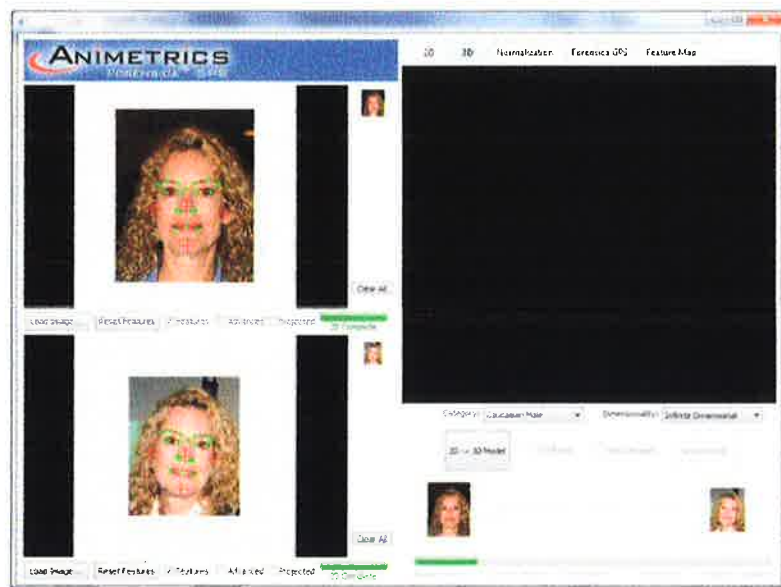 ANIMETRICS
FORENSICA GPS
2D 3D Normalization Forensica GPS Feature Map
Clear All
Load Image... Reset Features Features Advanced Projected 2D Complete
Category: Caucasian Male Dimensionality: Infinite Dimensional
2D -> 3D Model
Clear All
Load Image... Reset Features Features Advanced Projected 2D Complete